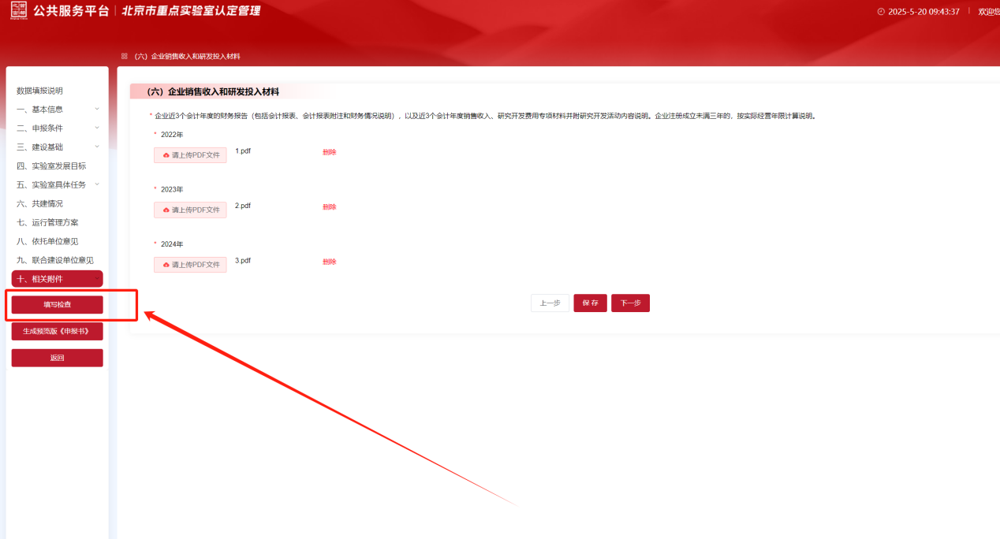 公共服务平台 | 北京市重点实验室认定管理
2025-5-20 09:43:37
欢迎您
(六) 企业销售收入和研发投入材料
数据填报说明
一、基本信息
二、申报条件
三、建设基础
四、实验室发展目标
五、实验室具体任务
六、共建情况
七、运行管理方案
八、依托单位意见
九、联合建设单位意见
十、相关附件
填写检查
生成预览版《申报书》
返回
(六) 企业销售收入和研发投入材料
* 企业近3个会计年度的财务报告（包括会计报表、会计报表附注和财务情况说明），以及近3个会计年度销售收入、研究开发费用专项材料并附研究开发活动内容说明。企业注册成立未满三年的，按实际经营年限计算说明。
* 2022年
请上传PDF文件 1.pdf 删除
* 2023年
请上传PDF文件 2.pdf 删除
* 2024年
请上传PDF文件 3.pdf 删除
上一步 保存 下一步